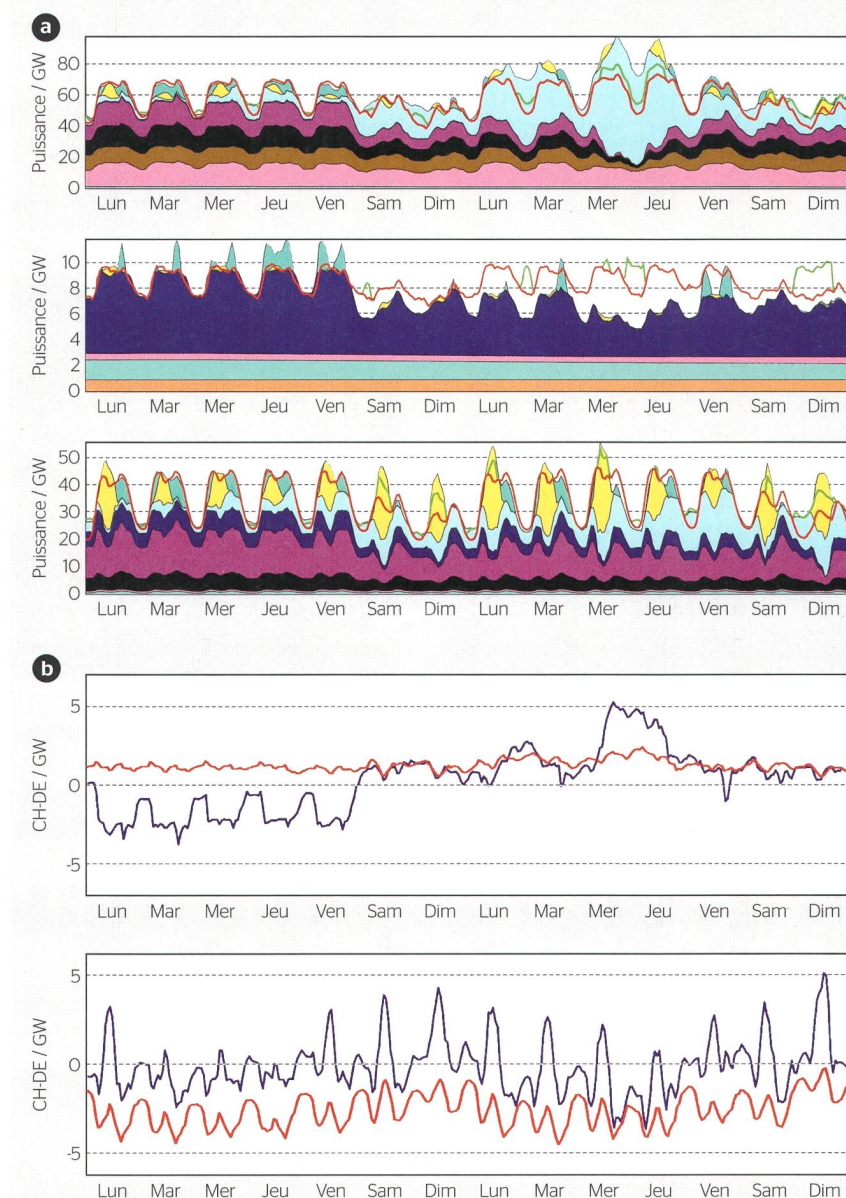 a
Puissance / GW
80
60
40
20
0
Lun Mar Mer Jeu Ven Sam Dim Lun Mar Mer Jeu Ven Sam Dim
Puissance / GW
10
8
6
4
2
0
Lun Mar Mer Jeu Ven Sam Dim Lun Mar Mer Jeu Ven Sam Dim
Puissance / GW
50
40
30
20
10
0
Lun Mar Mer Jeu Ven Sam Dim Lun Mar Mer Jeu Ven Sam Dim
b
CH-DE / GW
5
0
-5
Lun Mar Mer Jeu Ven Sam Dim Lun Mar Mer Jeu Ven Sam Dim
CH-DE / GW
5
0
-5
Lun Mar Mer Jeu Ven Sam Dim Lun Mar Mer Jeu Ven Sam Dim